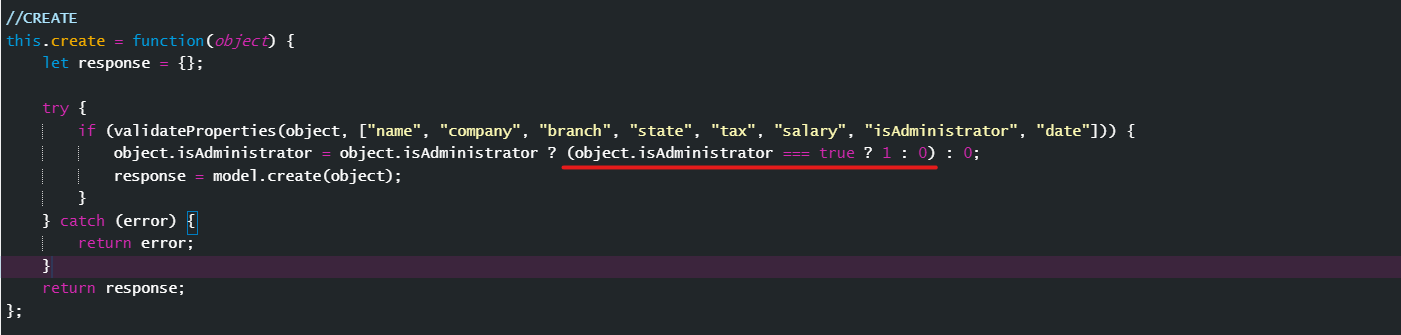 //CREATE
this.create = function(object) {
let response = {};
try {
if (validateProperties(object, ["name", "company", "branch", "state", "tax", "salary", "isAdministrator", "date"])) {
object.isAdministrator = object.isAdministrator ? (object.isAdministrator === true ? 1 : 0) : 0;
response = model.create(object);
}
} catch (error) {
return error;
}
return response;
};